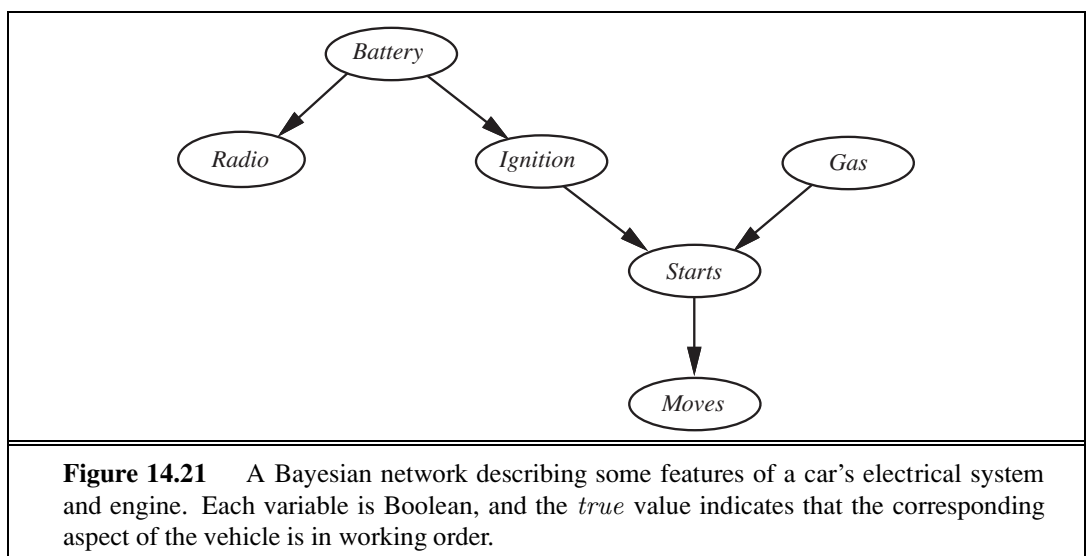 Battery
Radio
Ignition
Gas
Starts
Moves
Figure 14.21 A Bayesian network describing some features of a car's electrical system
and engine. Each variable is Boolean, and the true value indicates that the corresponding
aspect of the vehicle is in working order.